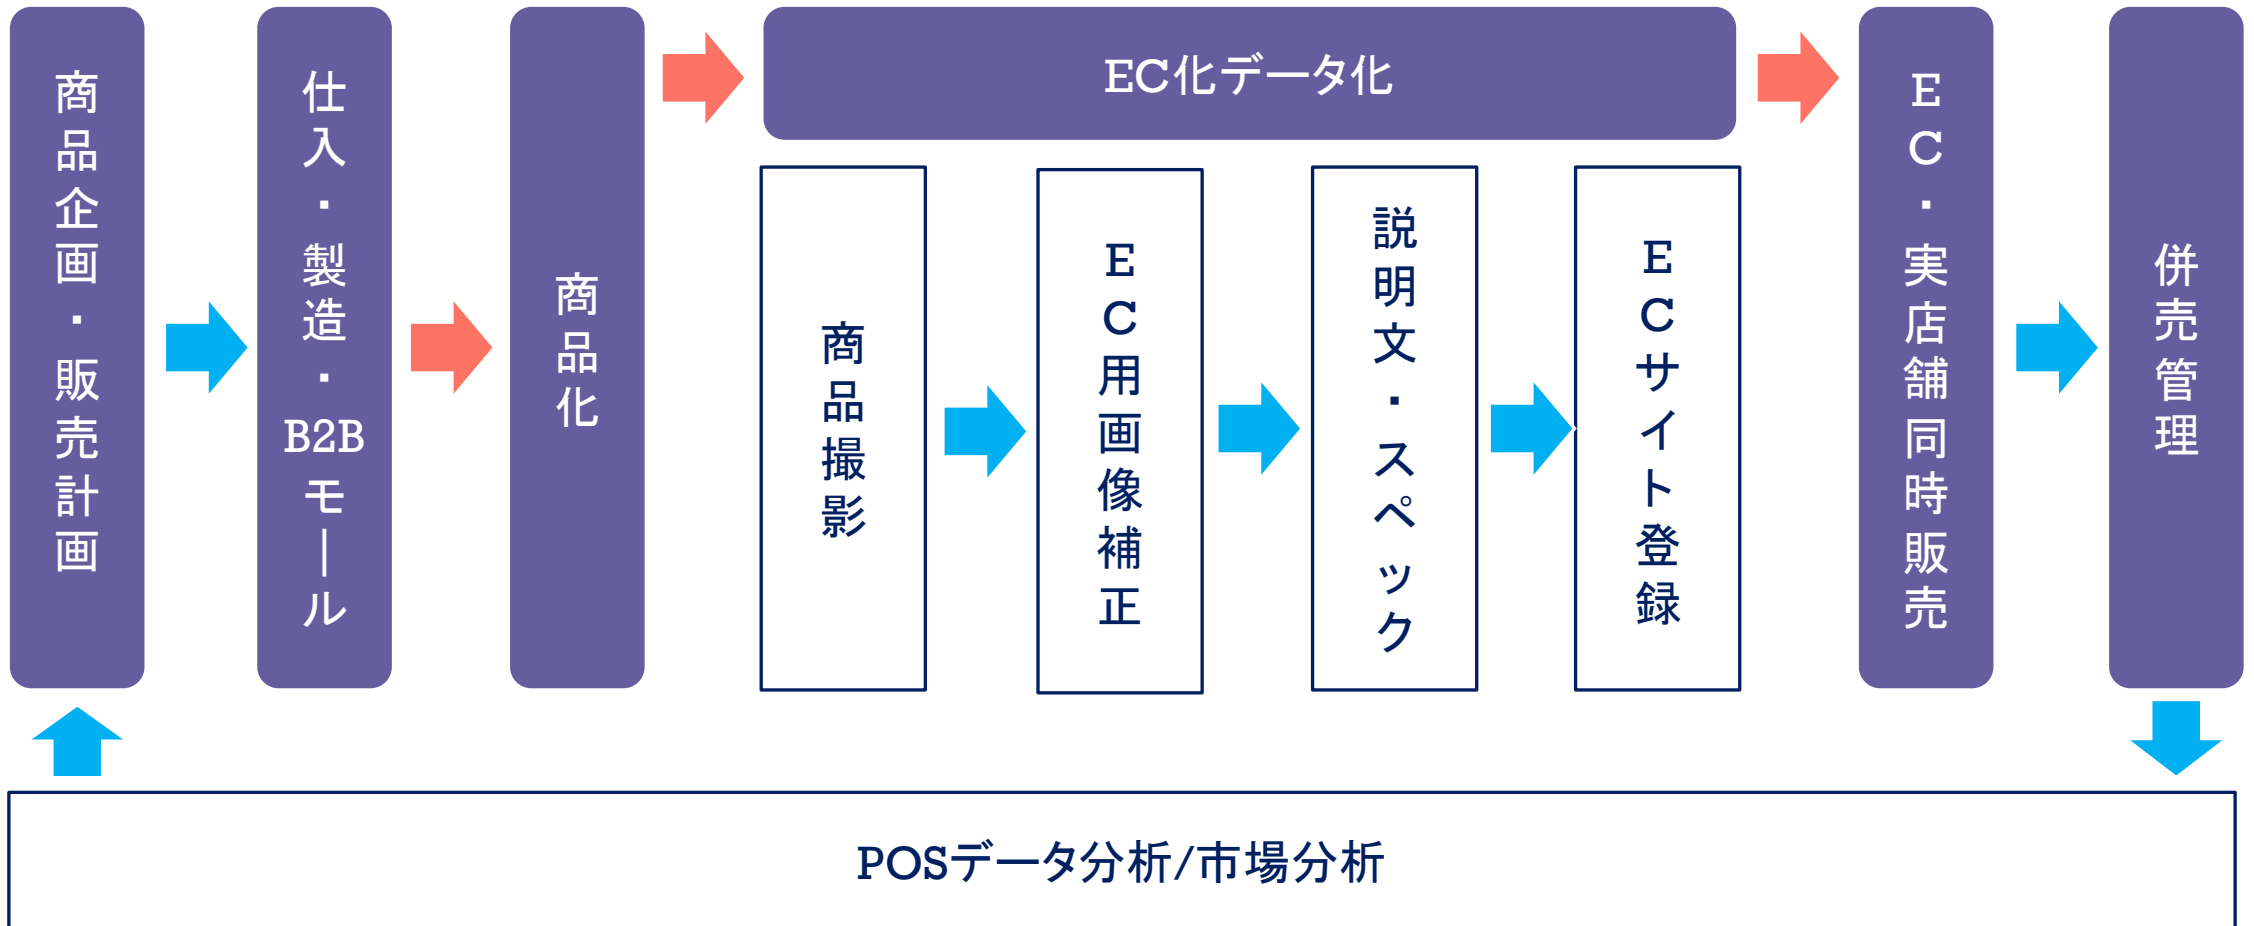 商品企画・販売計画
仕入・製造・B2Bモール
商品化
EC化データ化
商品撮影
EC用画像補正
説明文・スペック
ECサイト登録
EC・実店舗同時販売
併売管理
POSデータ分析/市場分析